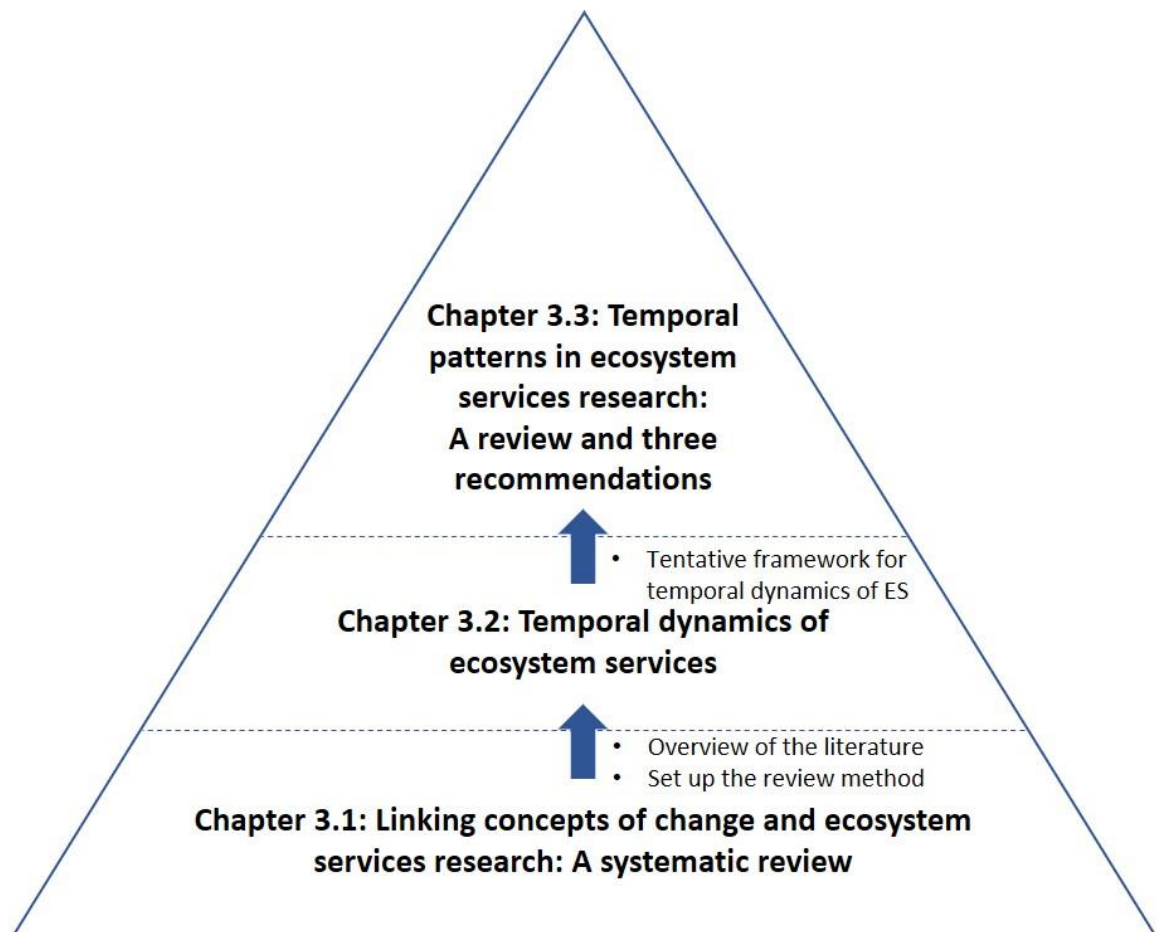 Chapter 3.3: Temporal
patterns in ecosystem
services research:
A review and three
recommendations
• Tentative framework for
temporal dynamics of ES
Chapter 3.2: Temporal dynamics of
ecosystem services
• Overview of the literature
• Set up the review method
Chapter 3.1: Linking concepts of change and ecosystem
services research: A systematic review